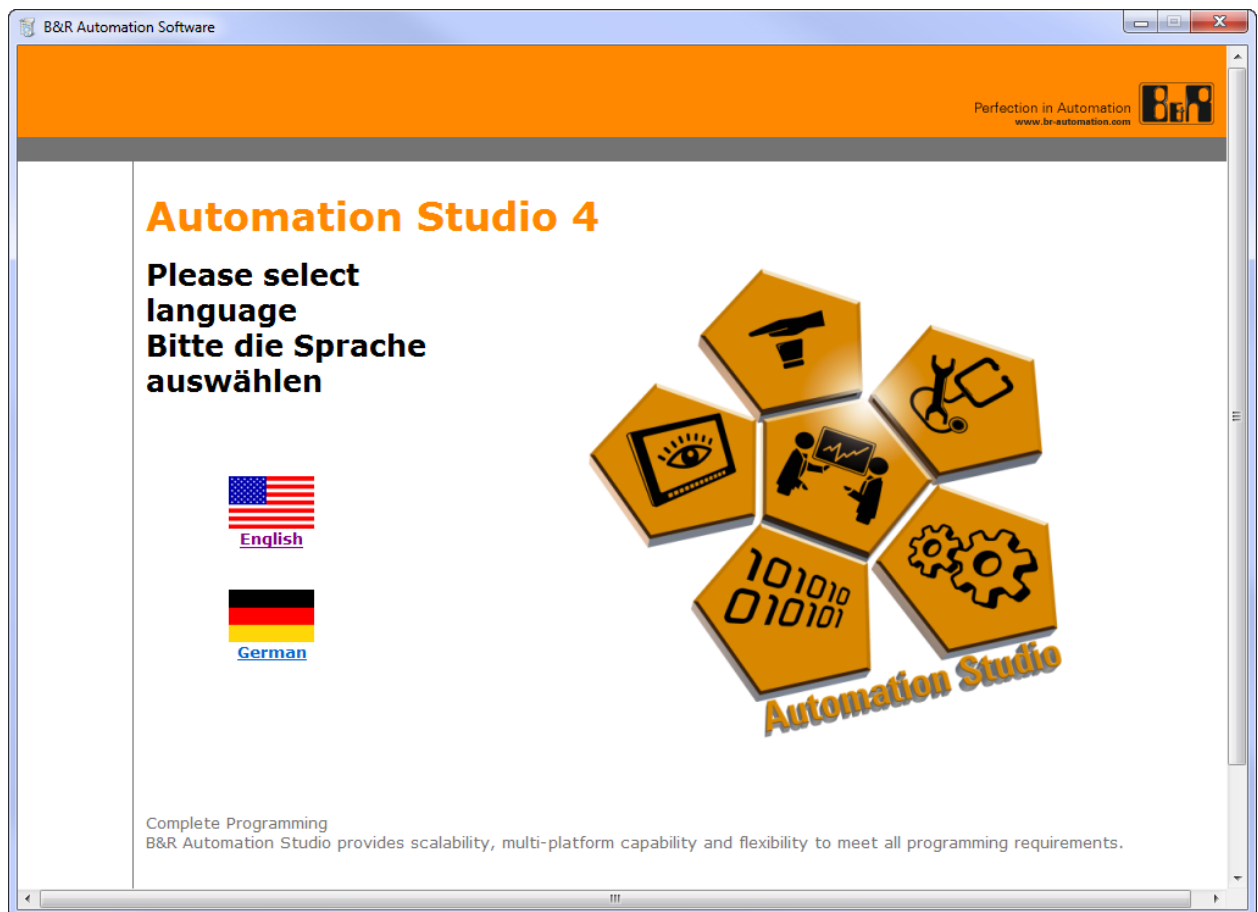 B&R Automation Software
Perfection in Automation
www.br-automation.com
B&R
Automation Studio 4
Please select
language
Bitte die Sprache
auswählen
English
German
101010
010101
Automation Studio
Complete Programming
B&R Automation Studio provides scalability, multi-platform capability and flexibility to meet all programming requirements.